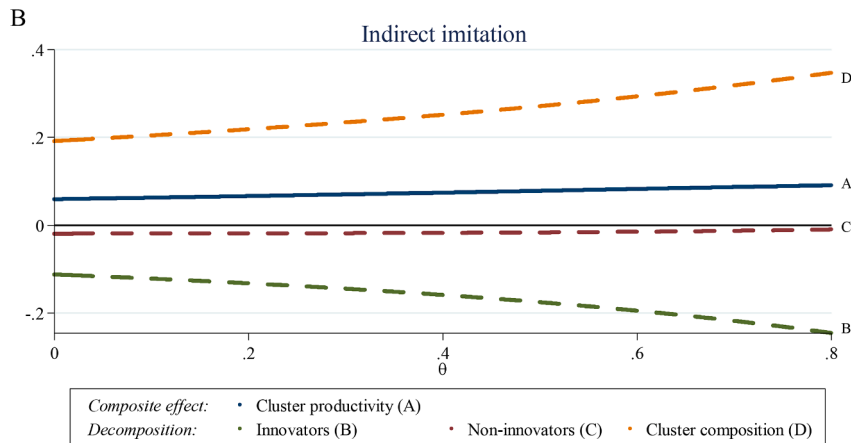 B
Indirect imitation
.4
D
.2
A
0
C
-.2
B
0 .2 .4 .6 .8
θ
Composite effect: Cluster productivity (A)
Decomposition: Innovators (B) Non-innovators (C) Cluster composition (D)